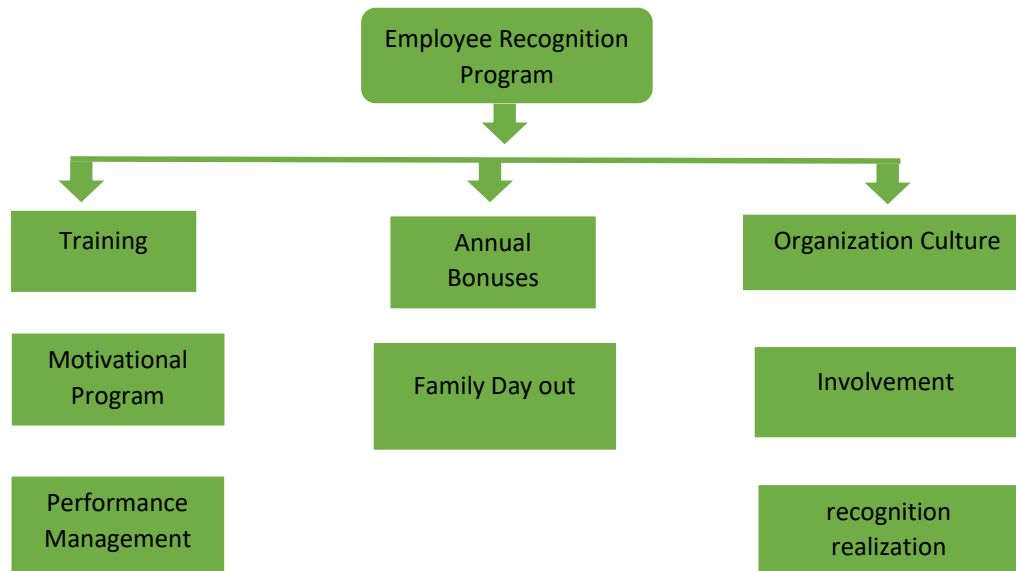 Employee Recognition
Program
Training
Annual
Bonuses
Organization Culture
Motivational
Program
Family Day out
Involvement
Performance
Management
recognition
realization